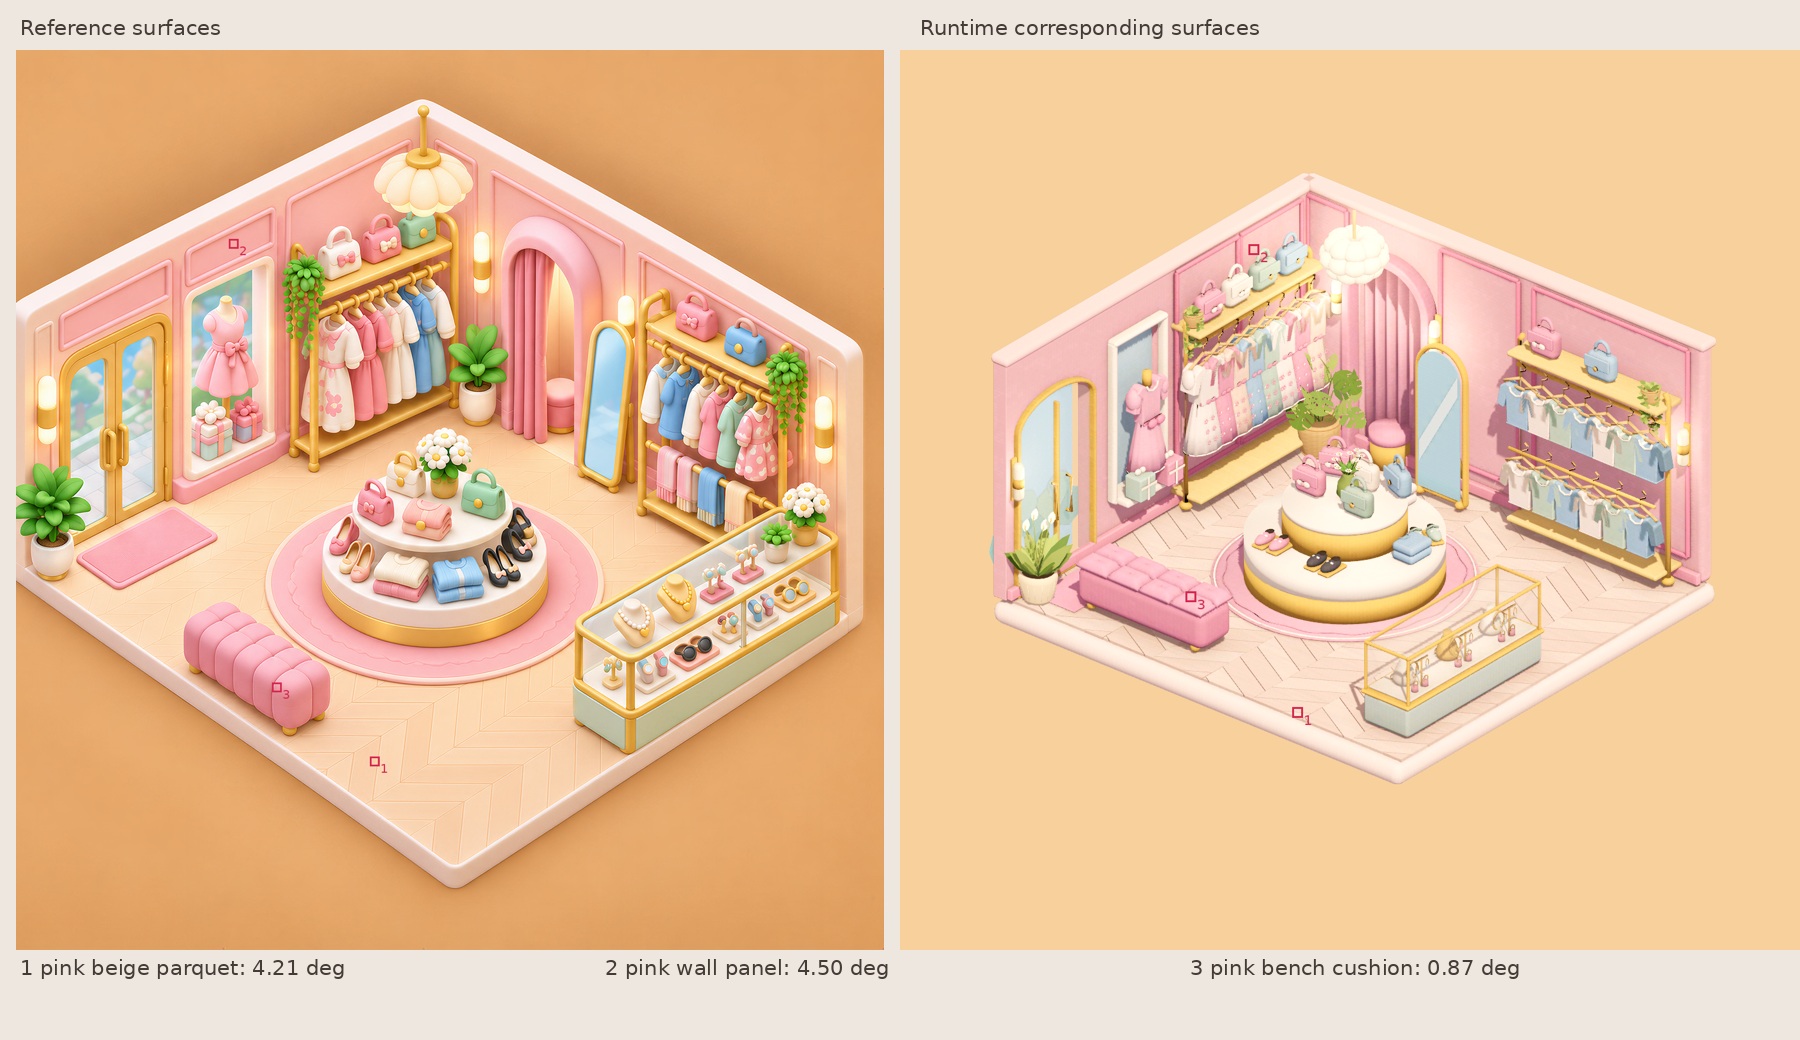 Reference surfaces
Runtime corresponding surfaces
2
2
3
3
1
1
1 pink beige parquet: 4.21 deg
2 pink wall panel: 4.50 deg
3 pink bench cushion: 0.87 deg